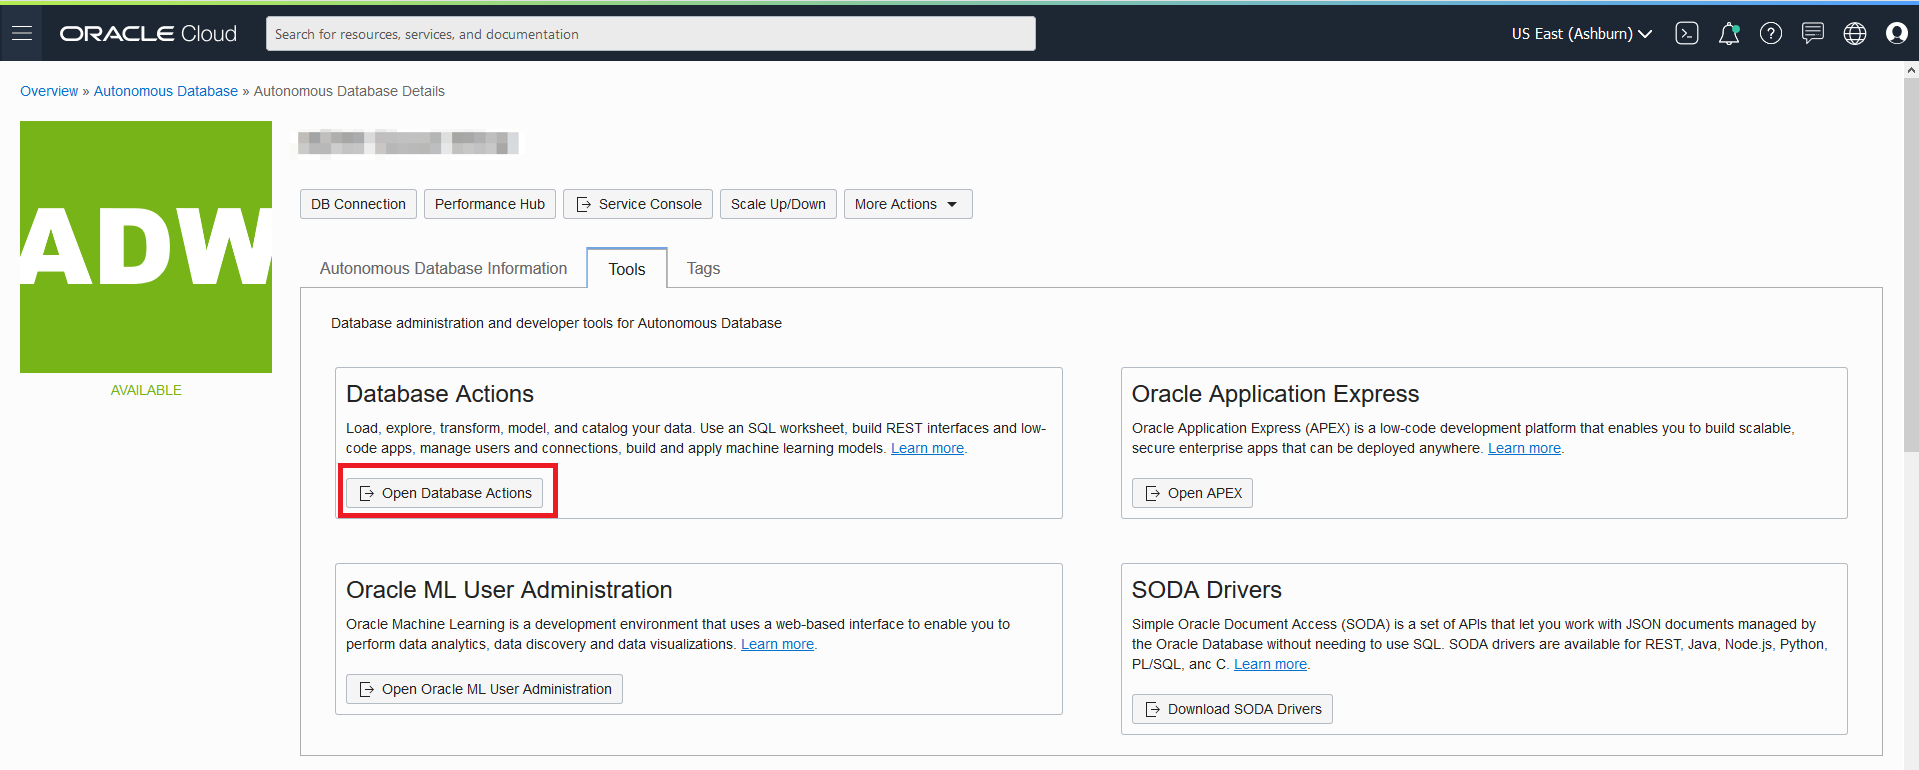 ORACLE Cloud
Search for resources, services, and documentation
US East (Ashburn)
Overview » Autonomous Database » Autonomous Database Details
ADW
AVAILABLE
DB Connection
Performance Hub
Service Console
Scale Up/Down
More Actions
Autonomous Database Information
Tools
Tags
Database administration and developer tools for Autonomous Database
Database Actions
Load, explore, transform, model, and catalog your data. Use an SQL worksheet, build REST interfaces and low-
code apps, manage users and connections, build and apply machine learning models. Learn more.
Open Database Actions
Oracle Application Express
Oracle Application Express (APEX) is a low-code development platform that enables you to build scalable,
secure enterprise apps that can be deployed anywhere. Learn more.
Open APEX
Oracle ML User Administration
Oracle Machine Learning is a development environment that uses a web-based interface to enable you to
perform data analytics, data discovery and data visualizations. Learn more.
Open Oracle ML User Administration
SODA Drivers
Simple Oracle Document Access (SODA) is a set of APIs that let you work with JSON documents managed by
the Oracle Database without needing to use SQL. SODA drivers are available for REST, Java, Node.js, Python,
PL/SQL, anc C. Learn more.
Download SODA Drivers